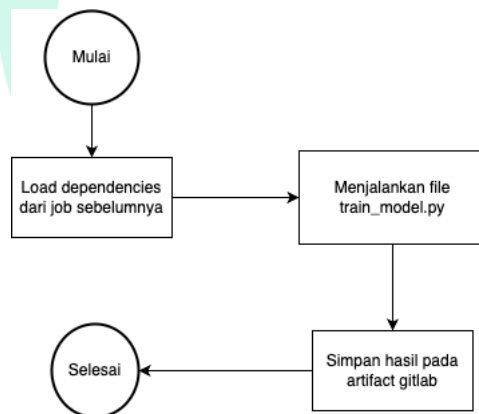 Mulai
Load dependencies
dari job sebelumnya
Menjalankan file
train_model.py
Simpan hasil pada
artifact gitlab
Selesai